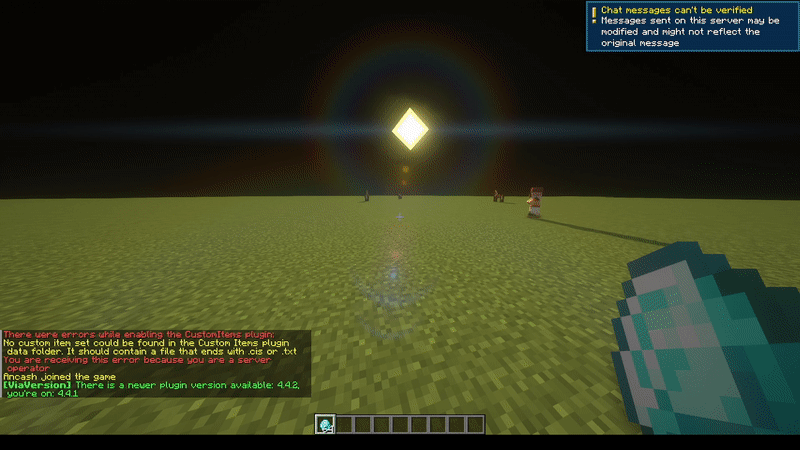 Chat messages can't be verified
Messages sent on this server may be
modified and might not reflect the
original message
There were errors while enabling the CustomItems plugin:
No custom item set could be found in the Custom Items plugin
data folder. It should contain a file that ends with .cis or .txt
You are receiving this error because you are a server
operator
Ancash joined the game
[ViaVersion] There is a newer plugin version available: 4.4.2,
you're on: 4.4.1